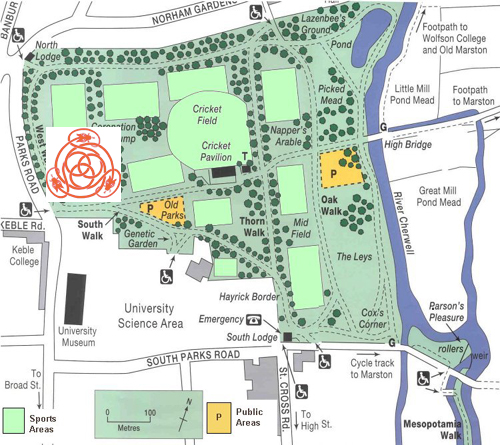 BANBURY
NORHAM GARDENS
Lazenbee's
Ground
Pond
Footpath to
Wolfson College
and Old Marston
North
Lodge
Picked
Mead
Little Mill
Pond Mead
Footpath
to Marston
Cricket
Field
Napper's
Arable
G
High Bridge
Cricket
Pavilion
T
P
PARKS ROAD
Great Mill
Pond Mead
P
Old
Parks
Oak
Walk
River Cherwell
KEBLE Rd.
South
Walk
Thorn
Walk
Mid
Field
Genetic
Garden
Keble
College
The Leys
Hayrick Border
University
Science Area
Cox's
Corner
Rarson's
Pleasure
Emergency
University
Museum
South Lodge
G
rollers
weir
SOUTH PARKS ROAD
Cycle track
to Marston
To
Broad St.
ST. CROSS RD.
Sports
Areas
0 100
Metres
N
P
Public
Areas
To
High St.
Mesopotamia
Walk